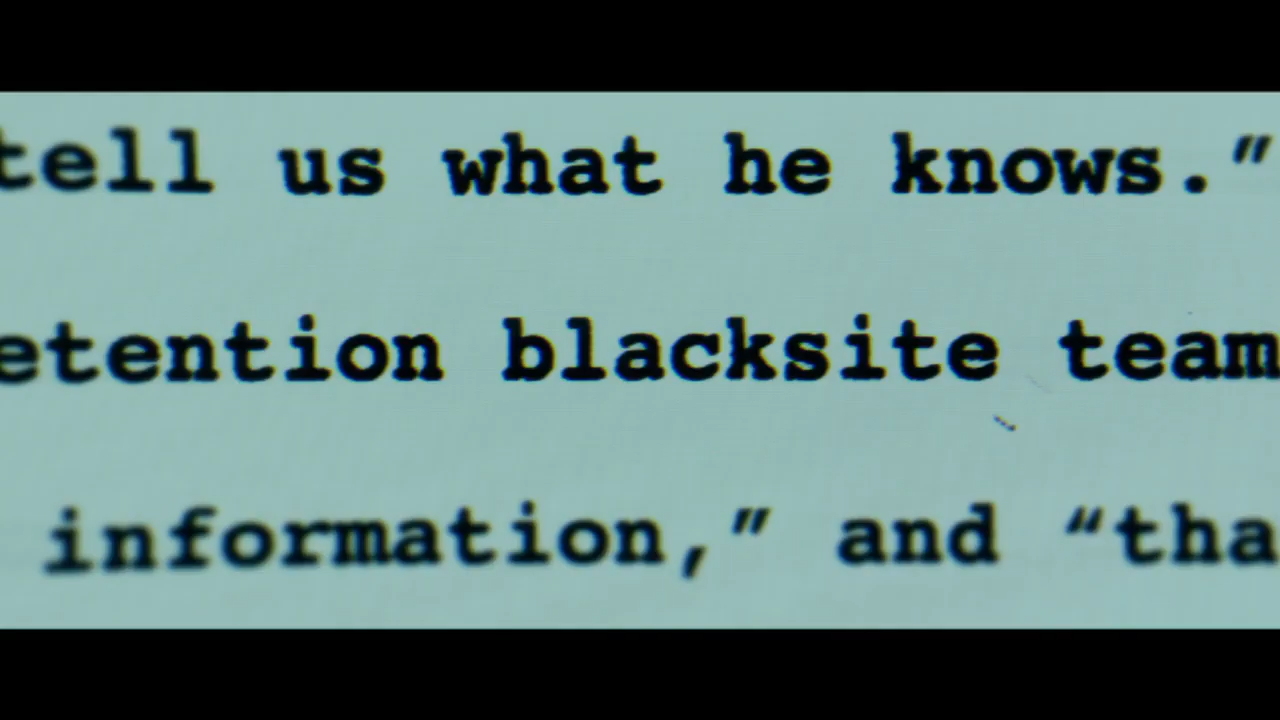 tell us what he knows.”
etention blacksite team
information,” and “tha